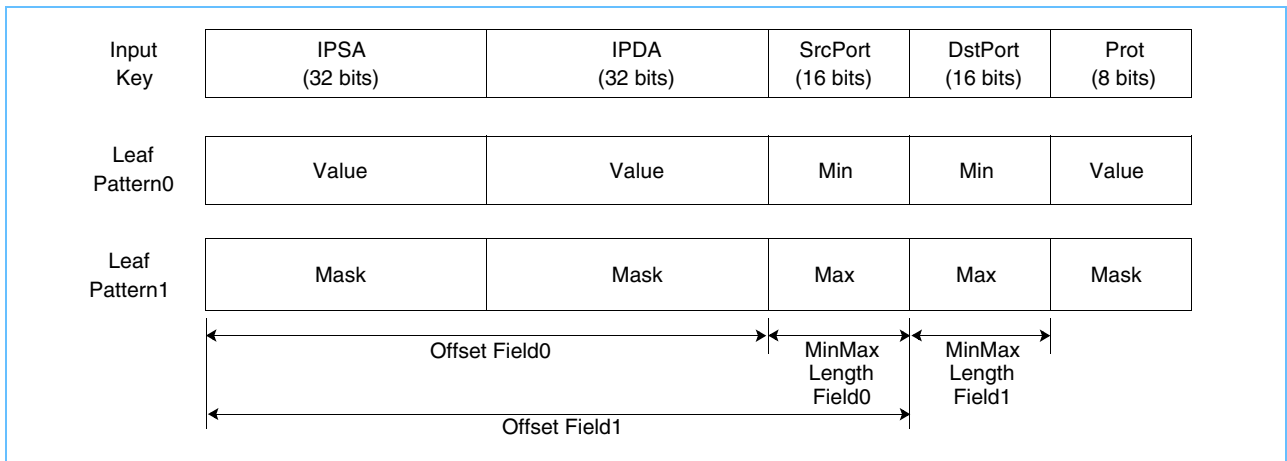 Input
Key
IPSA
(32 bits)
IPDA
(32 bits)
SrcPort
(16 bits)
DstPort
(16 bits)
Prot
(8 bits)
Leaf
Pattern0
Value
Value
Min
Min
Value
Leaf
Pattern1
Mask
Mask
Max
Max
Mask
Offset Field0
MinMax
Length
Field0
MinMax
Length
Field1
Offset Field1